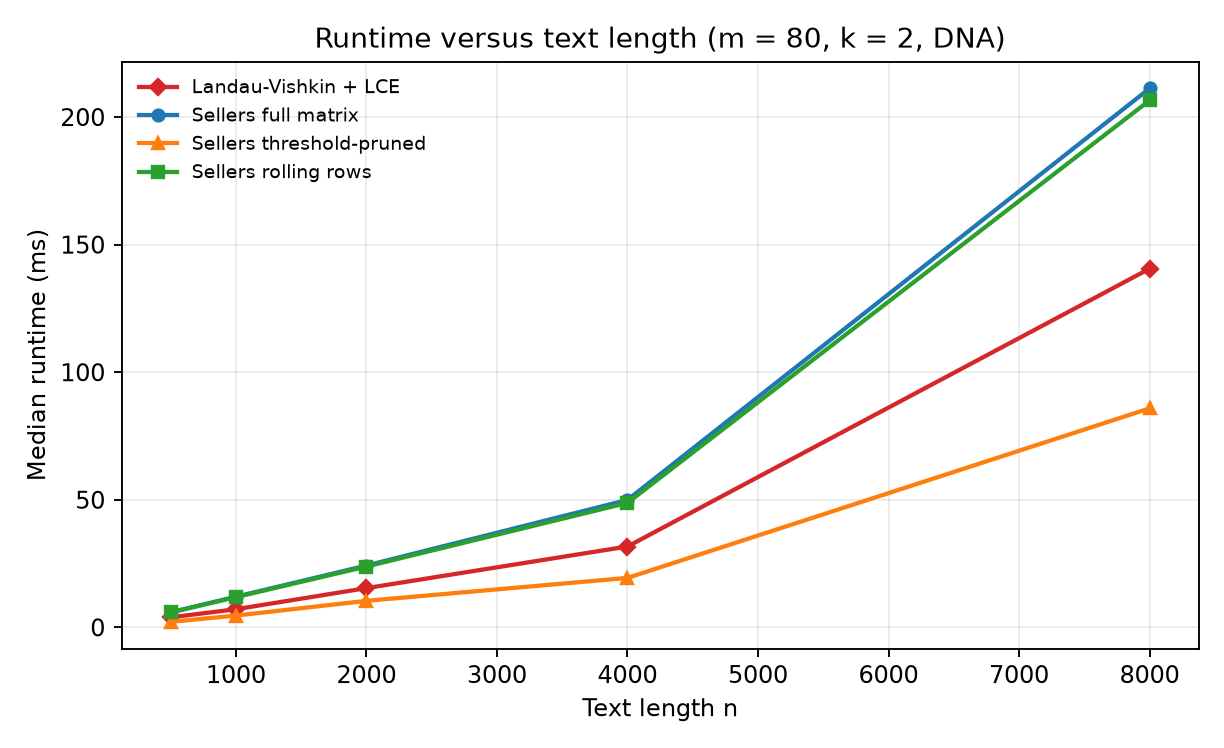 Runtime versus text length (m = 80, k = 2, DNA)
Landau-Vishkin + LCE
Sellers full matrix
Sellers threshold-pruned
Sellers rolling rows
Median runtime (ms)
200
150
100
50
0
1000 2000 3000 4000 5000 6000 7000 8000
Text length n